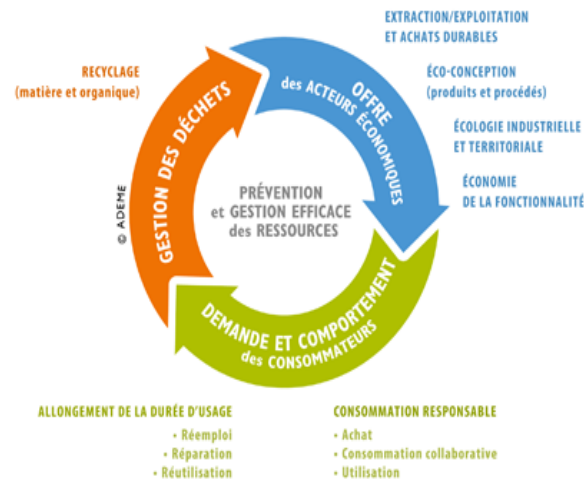 EXTRACTION/EXPLOITATION
ET ACHATS DURABLES
RECYCLAGE
(matière et organique)
ÉCO-CONCEPTION
(produits et procédés)
ÉCOLOGIE INDUSTRIELLE
ET TERRITORIALE
ÉCONOMIE
DE LA FONCTIONNALITÉ
OFFRE
des ACTEURS ÉCONOMIQUES
GESTION DES DÉCHETS
PRÉVENTION
et GESTION EFFICACE
des RESSOURCES
© ADEME
DEMANDE ET COMPORTEMENT
des CONSOMMATEURS
ALLONGEMENT DE LA DURÉE D'USAGE
• Réemploi
• Réparation
• Réutilisation
CONSOMMATION RESPONSABLE
• Achat
• Consommation collaborative
• Utilisation